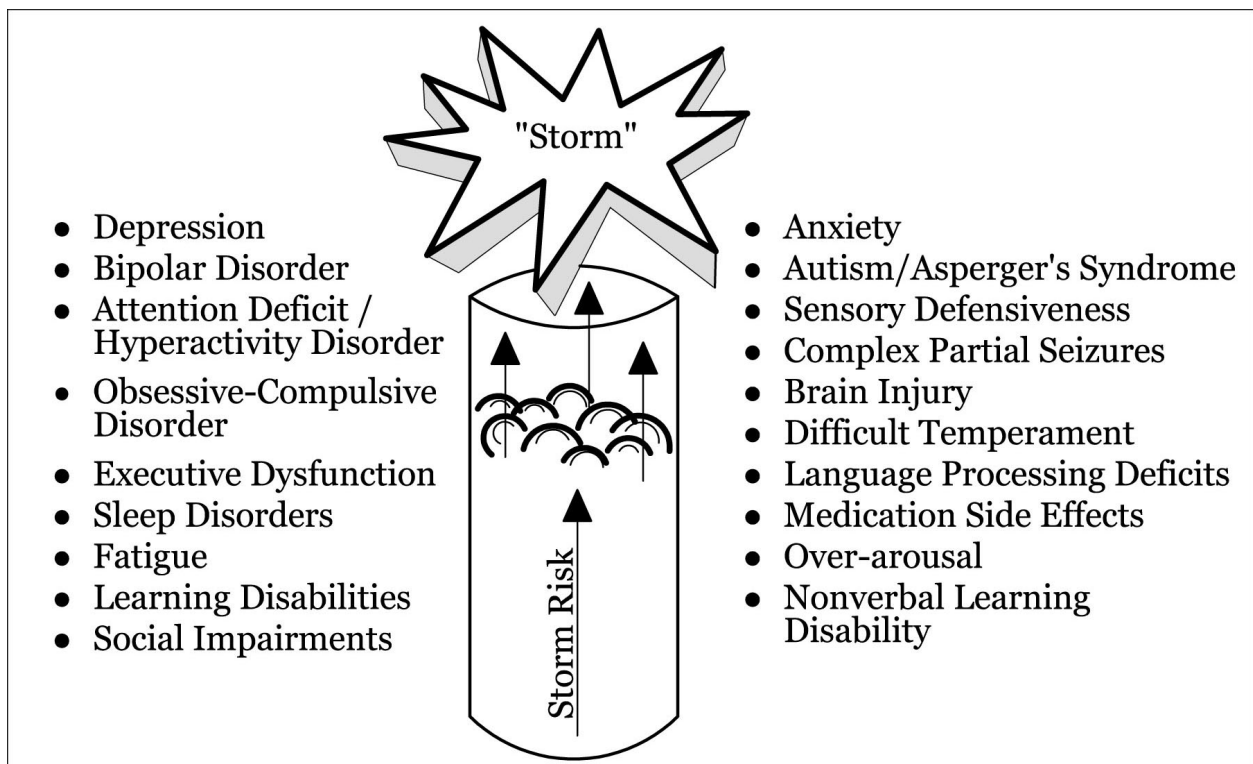 "Storm"
● Depression
● Bipolar Disorder
● Attention Deficit /
Hyperactivity Disorder
● Obsessive-Compulsive
Disorder
● Executive Dysfunction
● Sleep Disorders
● Fatigue
● Learning Disabilities
● Social Impairments
Storm Risk
● Anxiety
● Autism/Asperger's Syndrome
● Sensory Defensiveness
● Complex Partial Seizures
● Brain Injury
● Difficult Temperament
● Language Processing Deficits
● Medication Side Effects
● Over-arousal
● Nonverbal Learning
Disability